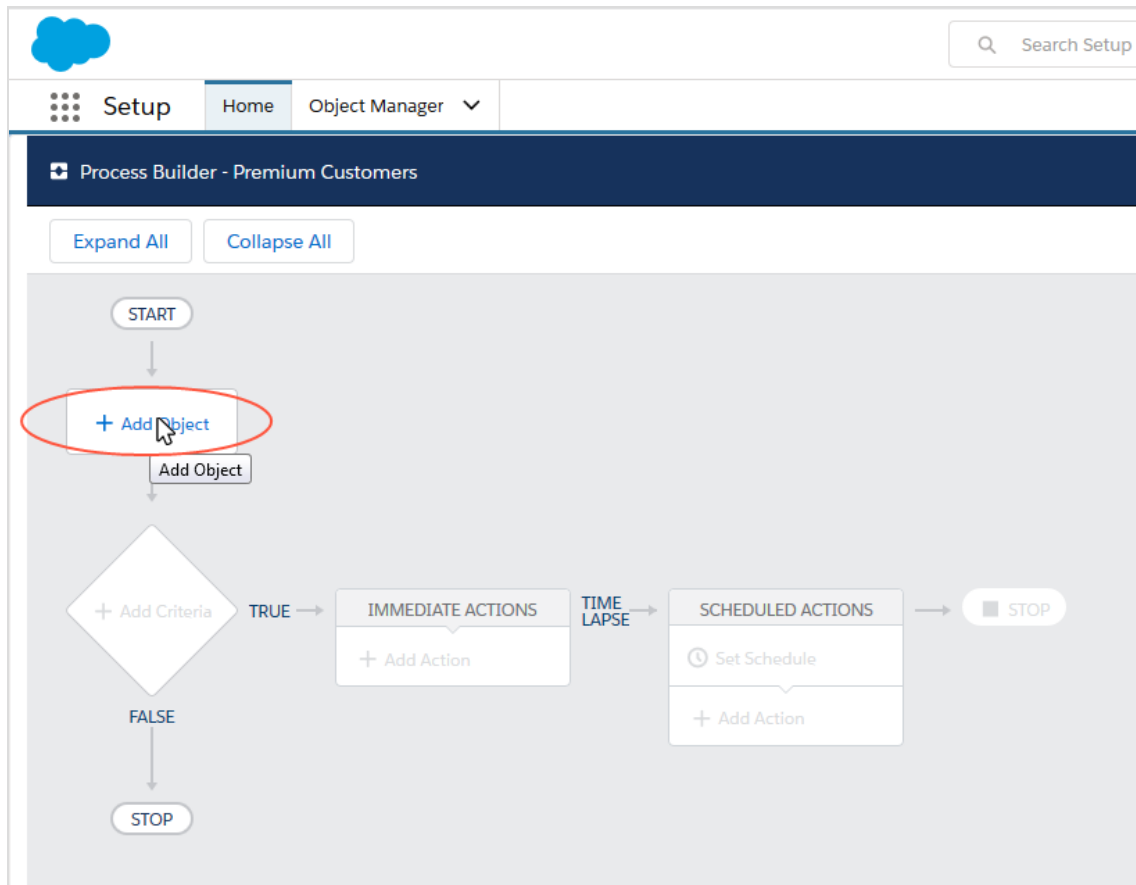 Search Setup
Setup
Home
Object Manager
Process Builder - Premium Customers
Expand All
Collapse All
START
+ Add Object
Add Object
+ Add Criteria
TRUE
IMMEDIATE ACTIONS
+ Add Action
TIME
LAPSE
SCHEDULED ACTIONS
Set Schedule
+ Add Action
STOP
FALSE
STOP